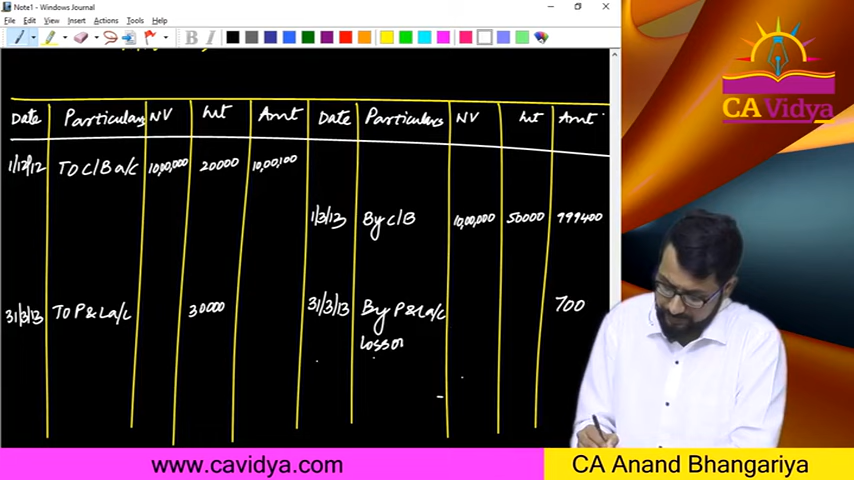 Note1 - Windows Journal
File Edit View Insert Actions Tools Help
CA Vidya
Date Particulars NV Int Amt Date Particulars NV Int Amt
1/12/12 To C/B a/c 10,00,000 20000 10,00,100
1/3/13 By C/B 10,00,000 50000 999400
31/3/13 To P & L a/c 30000 31/3/13 By P & L a/c 700
Loss on
www.cavidya.com CA Anand Bhangariya